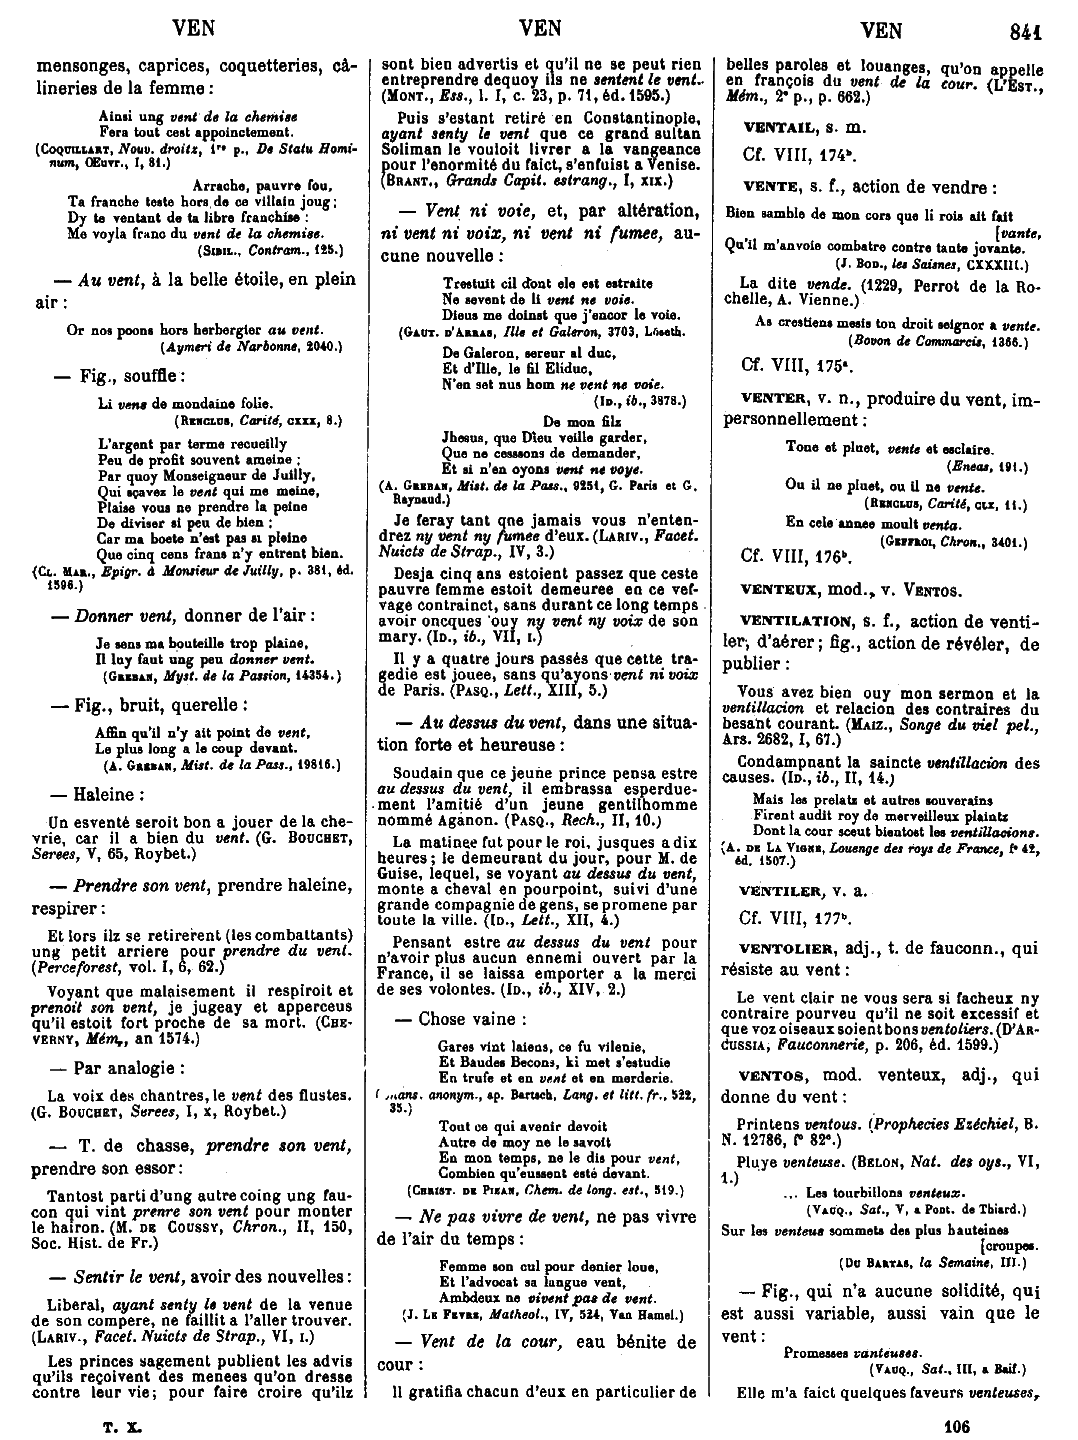 VEN
VEN
VEN
841
mensonges, caprices, coquetteries, câ-
lineries de la femme :
Ainsi ung vent de la chemise
Fera tout cest appoinctement.
(COQUILLART, Nouv. droitz, 1re p., De Statu Homi-
num, Œuvr., I, 81.)
Arrache, pauvre fou,
Ta franche teste hors de ce villain joug ;
Dy te ventant de ta libre franchise :
Me voyla franc du vent de la chemise.
(SIBIL., Contram., 125.)
— Au vent, à la belle étoile, en plein
air :
Or nos poons hors herbergier au vent.
(Aymeri de Narbonne, 2040.)
— Fig., souffle :
Li vens de mondaine folie.
(RENCLUS, Carité, CXXX, 8.)
L'argent par terme recueilly
Peu de profit souvent ameine ;
Par quoy Monseigneur de Juilly,
Qui sçavez le vent qui me meine,
Plaise vous ne prendre la peine
De diviser si peu de bien ;
Car ma boete n'est pas si pleine
Que cinq cens frans n'y entrent bien.
(CL. MAR., Epigr. à Monsieur de Juilly, p. 381, éd.
1596.)
— Donner vent, donner de l'air :
Je sens ma bouteille trop plaine,
Il luy faut ung peu donner vent.
(GREBAN, Myst. de la Passion, 14354.)
— Fig., bruit, querelle :
Affin qu'il n'y ait point de vent,
Le plus long a le coup devant.
(A. GREBAN, Mist. de la Pass., 19816.)
— Haleine :
Un esventé seroit bon a jouer de la che-
vrie, car il a bien du vent. (G. BOUCHET,
Serees, V, 65, Roybet.)
— Prendre son vent, prendre haleine,
respirer :
Et lors ilz se retirerent (les combattants)
ung petit arriere pour prendre du vent.
(Perceforest, vol. I, 6, 62.)
Voyant que malaisement il respiroit et
prenoit son vent, je jugeay et apperceus
qu'il estoit fort proche de sa mort. (CHE-
VERNY, Mém., an 1574.)
— Par analogie :
La voix des chantres, le vent des flustes.
(G. BOUCHET, Serees, I, x, Roybet.)
— T. de chasse, prendre son vent,
prendre son essor :
Tantost parti d'ung autre coing ung fau-
con qui vint prenre son vent pour monter
le hairon. (M. DE COUSSY, Chron., II, 150,
Soc. Hist. de Fr.)
— Sentir le vent, avoir des nouvelles :
Liberal, ayant senty le vent de la venue
de son compere, ne faillit a l'aller trouver.
(LARIV., Facet. Nuicts de Strap., VI, I.)
Les princes sagement publient les advis
qu'ils reçoivent des menees qu'on dresse
contre leur vie ; pour faire croire qu'ilz
T. X.
sont bien advertis et qu'il ne se peut rien
entreprendre dequoy ils ne sentent le vent.
(MONT., Ess., l. I, c. 23, p. 71, éd. 1595.)
Puis s'estant retiré en Constantinople,
ayant senty le vent que ce grand sultan
Soliman le vouloit livrer a la vangeance
pour l'enormité du faict, s'enfuist a Venise.
(BRANT., Grands Capit. estrang., I, XIX.)
— Vent ni voie, et, par altération,
ni vent ni voix, ni vent ni fumee, au-
cune nouvelle :
Trestuit cil dont ele est estraite
Ne sevent de li vent ne voie.
Dieus me doinst que j'encor le voie.
(GAUT. D'ARRAS, Ille et Galeron, 3703, Löseth.
De Galeron, sereur al duc,
Et d'Ille, le fil Eliduc,
N'en set nus hom ne vent ne voie.
(ID., ib., 3878.)
De mon filz
Jhesus, que Dieu veille garder,
Que ne cesssons de demander,
Et si n'en oyons vent ne voye.
(A. GREBAN, Mist. de la Pass., 9251, G. Paris et G.
Raynaud.)
Je feray tant que jamais vous n'enten-
drez ny vent ny fumee d'eux. (LARIV., Facet.
Nuicts de Strap., IV, 3.)
Desja cinq ans estoient passez que ceste
pauvre femme estoit demeuree en ce vef-
vage contrainct, sans durant ce long temps
avoir oncques ouy ny vent ny voix de son
mary. (ID., ib., VII, I.)
Il y a quatre jours passés que cette tra-
gedie est jouee, sans qu'ayons vent ni voix
de Paris. (PASQ., Lett., XIII, 5.)
— Au dessus du vent, dans une situa-
tion forte et heureuse :
Soudain que ce jeune prince pensa estre
au dessus du vent, il embrassa esperdue-
ment l'amitié d'un jeune gentilhomme
nommé Aganon. (PASQ., Rech., II, 10.)
La matinee fut pour le roi, jusques a dix
heures ; le demeurant du jour, pour M. de
Guise, lequel, se voyant au dessus du vent,
monte a cheval en pourpoint, suivi d'une
grande compagnie de gens, se promene par
toute la ville. (ID., Lett., XII, 4.)
Pensant estre au dessus du vent pour
n'avoir plus aucun ennemi ouvert par la
France, il se laissa emporter a la merci
de ses volontes. (ID., ib., XIV, 2.)
— Chose vaine :
Gares vint laiens, ce fu vilenie,
Et Baudes Becons, ki met s'estudie
En trufe et en vent et en merderie.
anonym., ap. Bartsch, Lang. et litt. fr., 522,
35.)
Tout ce qui avenir devoit
Autre de moy ne le savoit
En mon temps, ne le dis pour vent,
Combien qu'eussent esté devant.
(CHRIST. DE PIZAN, Chem. de long. est., 519.)
— Ne pas vivre de vent, ne pas vivre
de l'air du temps :
Femme son cul pour denier loue,
Et l'advocat sa langue vent,
Ambdeux ne vivent pas de vent.
(J. LE FEVRE, Matheol., IV, 524, Van Hamel.)
— Vent de la cour, eau bénite de
cour :
Il gratifia chacun d'eux en particulier de
belles paroles et louanges, qu'on appelle
en françois du vent de la cour. (L'EST.,
Mém., 2e p., p. 662.)
VENTAIL, s. m.
Cf. VIII, 174b.
VENTE, s. f., action de vendre :
Bien samble de mon cors que li rois ait fait
[vante,
Qu'il m'anvoie combatre contre tante jovante.
(J. BOD., les Saisnes, CXXXIII.)
La dite vende. (1229, Perrot de la Ro-
chelle, A. Vienne.)
As crestiens mesis ton droit seignor a vente.
(Bovon de Commarcis, 1366.)
Cf. VIII, 175a.
VENTER, v. n., produire du vent, im-
personnellement :
Tone et pluet, vente et esclaire.
(Eneas, 191.)
Ou il ne pluet, ou il ne vente.
(RENCLUS, Carité, CLX, 11.)
En cele annee moult venta.
(GEFFROI, Chron., 3401.)
Cf. VIII, 176b.
VENTEUX, mod., v. VENTOS.
VENTILATION, s. f., action de venti-
ler, d'aérer ; fig., action de révéler, de
publier :
Vous avez bien ouy mon sermon et la
ventillacion et relacion des contraires du
besant courant. (MAIZ., Songe du viel pel.,
Ars. 2682, I, 67.)
Condampnant la saincte ventillacion des
causes. (ID., ib., II, 14.)
Mais les prelatz et autres souverains
Firent audit roy de merveilleux plaintz
Dont la cour sceut bientost les ventillacions.
(A. DE LA VIGNE, Louenge des roys de France, f° 42,
éd. 1507.)
VENTILER, v. a.
Cf. VIII, 177b.
VENTOLIER, adj., t. de fauconn., qui
résiste au vent :
Le vent clair ne vous sera si facheux ny
contraire pourveu qu'il ne soit excessif et
que voz oiseaux soient bons ventoliers. (D'AR-
CUSSIA, Fauconnerie, p. 206, éd. 1599.)
VENTOS, mod. venteux, adj., qui
donne du vent :
Printens ventous. (Prophecies Ezéchiel, B.
N. 12786, f° 82c.)
Pluye venteuse. (BELON, Nat. des oys., VI,
1.)
... Les tourbillons venteux.
(VAUQ., Sat., V, a Pont. de Thiard.)
Sur les venteus sommets des plus hauteines
[croupes.
(DU BARTAS, la Semaine, III.)
— Fig., qui n'a aucune solidité, qui
est aussi variable, aussi vain que le
vent :
Promesses vanteuses.
(VAUQ., Sat., III, a Baif.)
Elle m'a faict quelques faveurs venteuses,
106